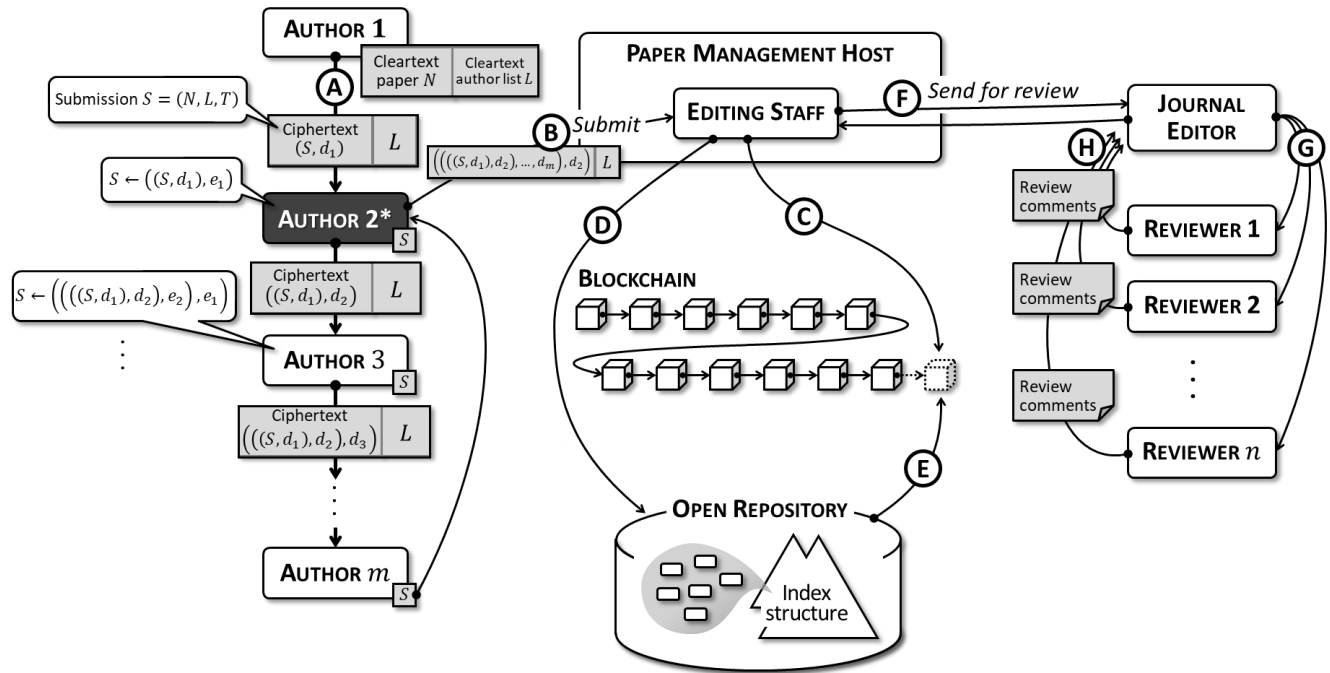 AUTHOR 1
Cleartext
paper N
Cleartext
author list L
A
Submission S = (N, L, T)
Ciphertext
(S, d₁)
L
S ← ((S, d₁), e₁)
AUTHOR 2*
S
Ciphertext
((S, d₁), d₂)
L
S ← ((((S, d₁), d₂), e₂), e₁)
⋮
AUTHOR 3
S
Ciphertext
(((S, d₁), d₂), d₃)
L
AUTHOR m
S
PAPER MANAGEMENT HOST
B
Submit
EDITING STAFF
((((S, d₁), d₂), …, dₘ), d₂)
L
F
Send for review
JOURNAL
EDITOR
D
C
BLOCKCHAIN
E
OPEN REPOSITORY
Index
structure
H
G
Review
comments
REVIEWER 1
Review
comments
REVIEWER 2
⋮
Review
comments
REVIEWER n